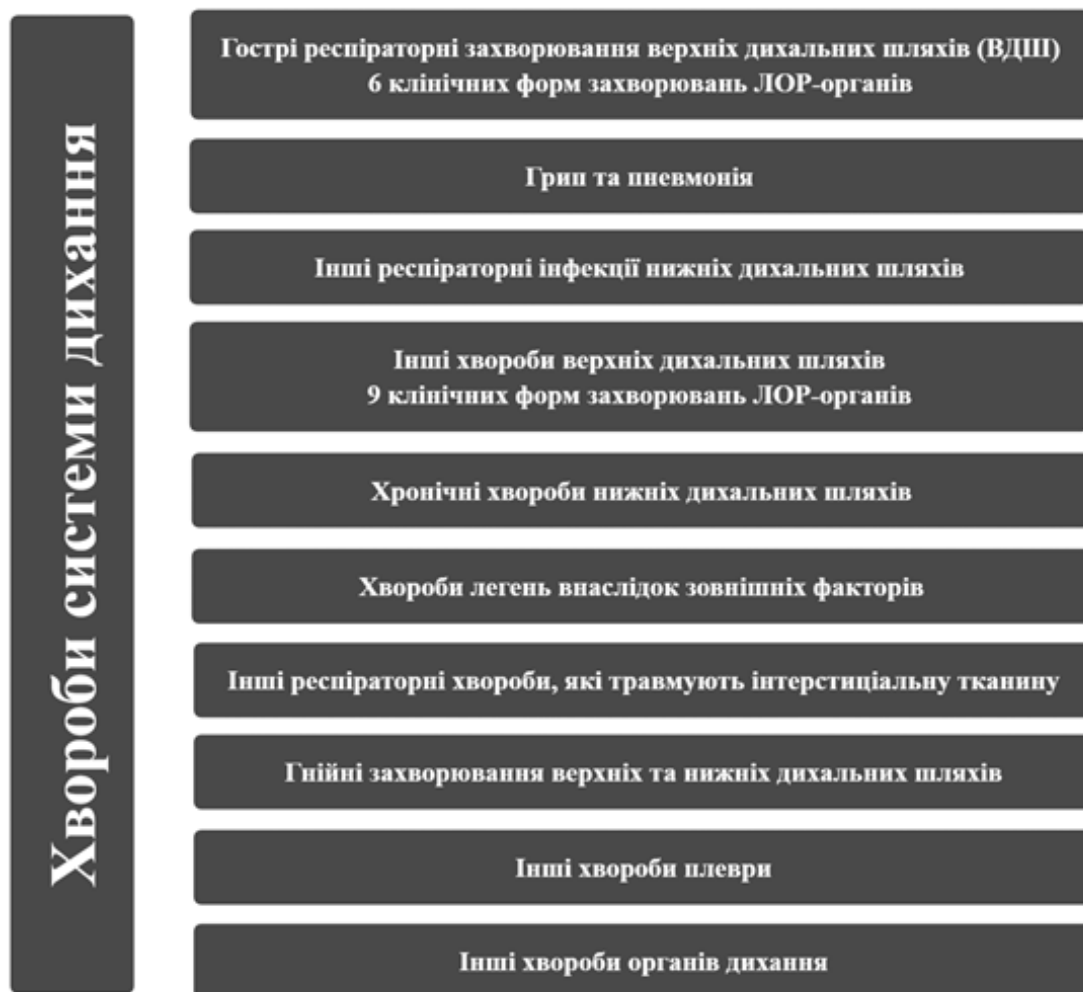 Хвороби системи дихання
Гострі респіраторні захворювання верхніх дихальних шляхів (ВДШ)
6 клінічних форм захворювань ЛОР-органів
Грип та пневмонія
Інші респіраторні інфекції нижніх дихальних шляхів
Інші хвороби верхніх дихальних шляхів
9 клінічних форм захворювань ЛОР-органів
Хронічні хвороби нижніх дихальних шляхів
Хвороби легень внаслідок зовнішніх факторів
Інші респіраторні хвороби, які травмують інтерстиціальну тканину
Гнійні захворювання верхніх та нижніх дихальних шляхів
Інші хвороби плеври
Інші хвороби органів дихання